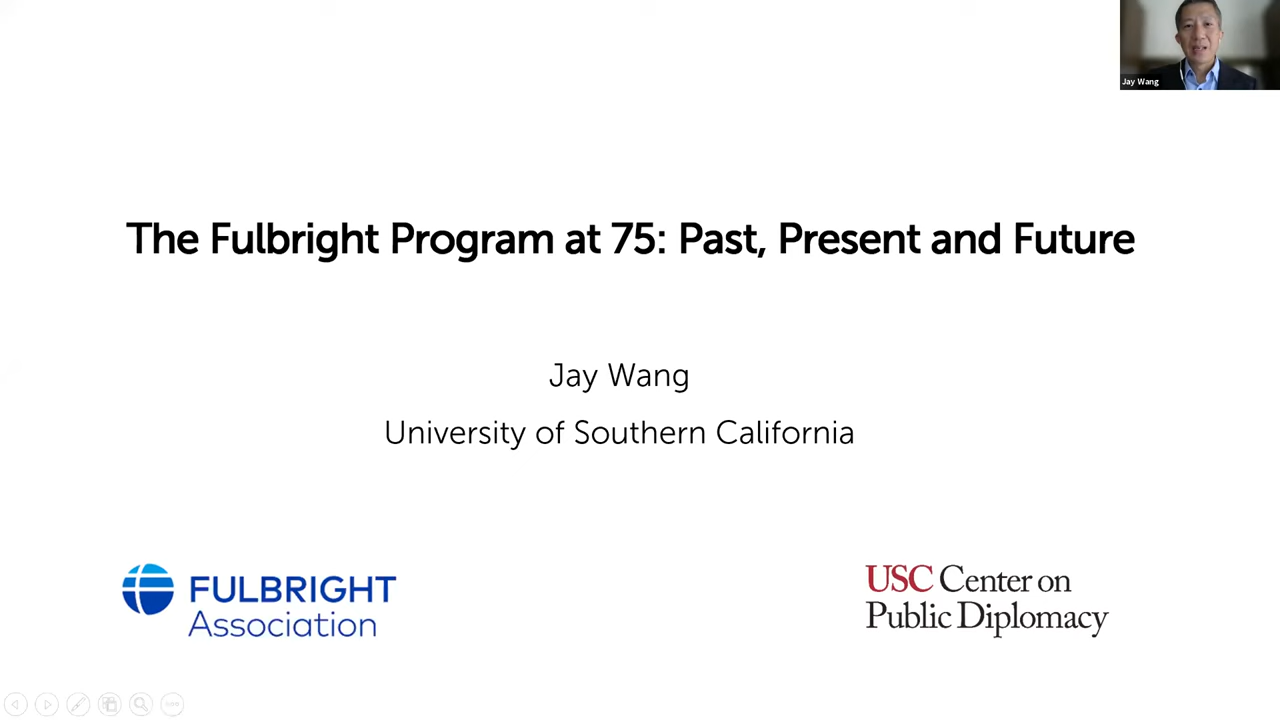 Jay Wang
The Fulbright Program at 75: Past, Present and Future
Jay Wang
University of Southern California
FULBRIGHT
Association
USC Center on
Public Diplomacy